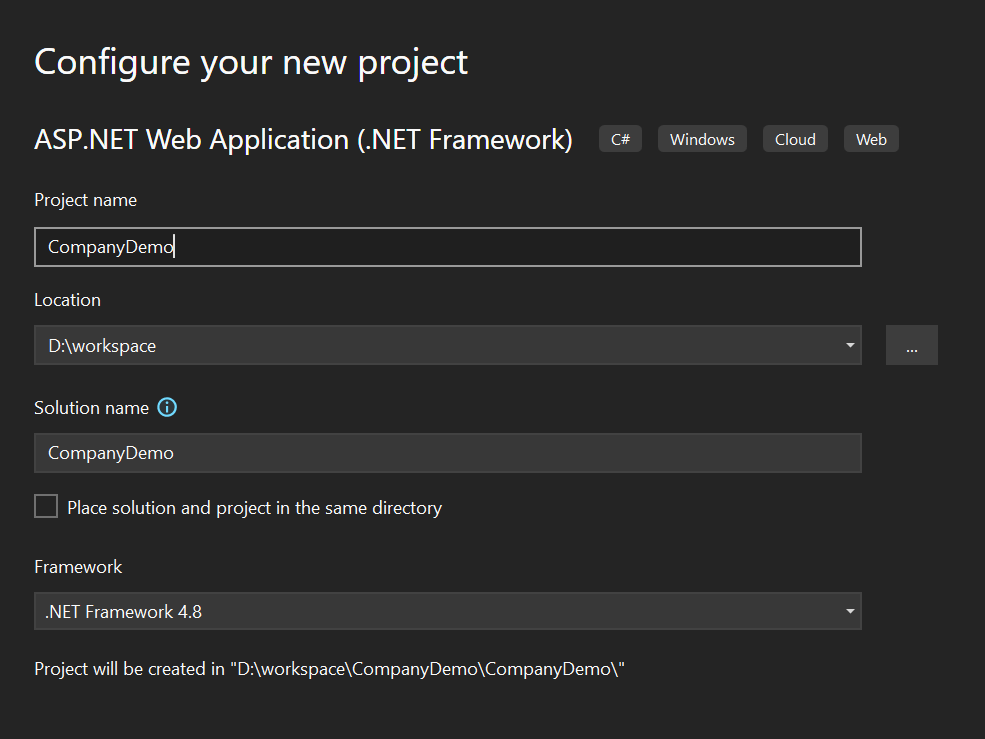 Configure your new project
ASP.NET Web Application (.NET Framework) C# Windows Cloud Web
Project name
CompanyDemo
Location
D:\workspace
...
Solution name
CompanyDemo
Place solution and project in the same directory
Framework
.NET Framework 4.8
Project will be created in "D:\workspace\CompanyDemo\CompanyDemo\"